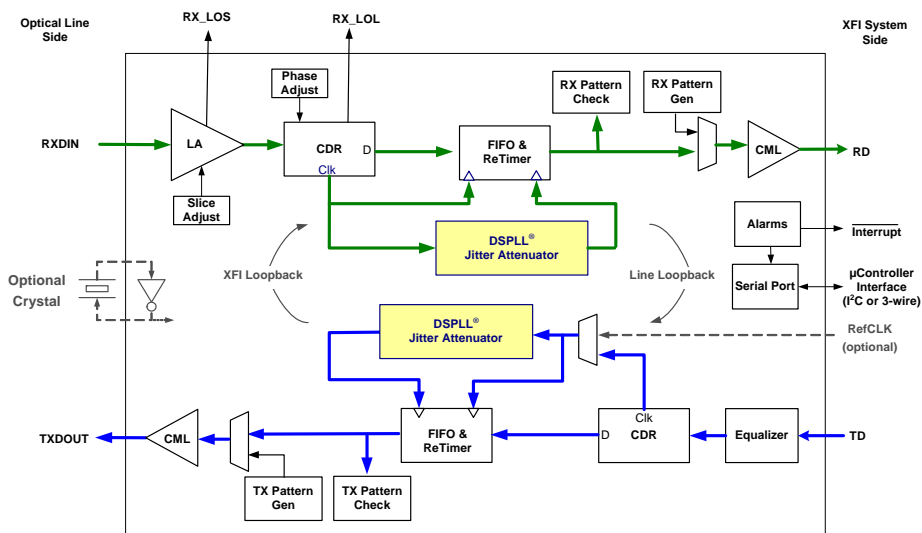 Optical Line
Side
RX_LOS
RX_LOL
XFI System
Side
Phase
Adjust
RX Pattern
Check
RX Pattern
Gen
RXDIN
LA
CDR
D
Clk
FIFO &
ReTimer
CML
RD
Slice
Adjust
DSPLL®
Jitter Attenuator
Alarms
Interrupt
XFI Loopback
Line Loopback
Serial Port
µController
Interface
(I²C or 3-wire)
Optional
Crystal
DSPLL®
Jitter Attenuator
RefCLK
(optional)
TXDOUT
CML
FIFO &
ReTimer
Clk
D
CDR
Equalizer
TD
TX Pattern
Gen
TX Pattern
Check